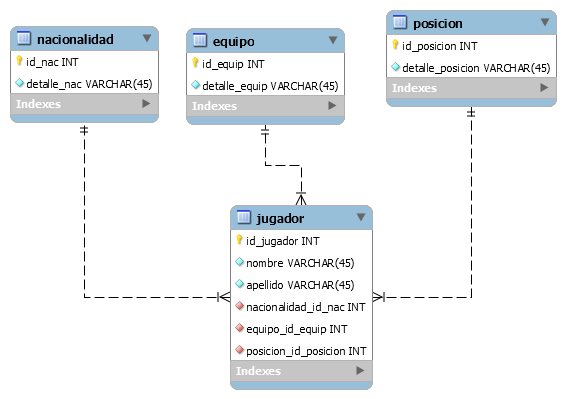 nacionalidad
id_nac INT
detalle_nac VARCHAR(45)
Indexes
equipo
id_equip INT
detalle_equip VARCHAR(45)
Indexes
posicion
id_posicion INT
detalle_posicion VARCHAR(45)
Indexes
jugador
id_jugador INT
nombre VARCHAR(45)
apellido VARCHAR(45)
nacionalidad_id_nac INT
equipo_id_equip INT
posicion_id_posicion INT
Indexes